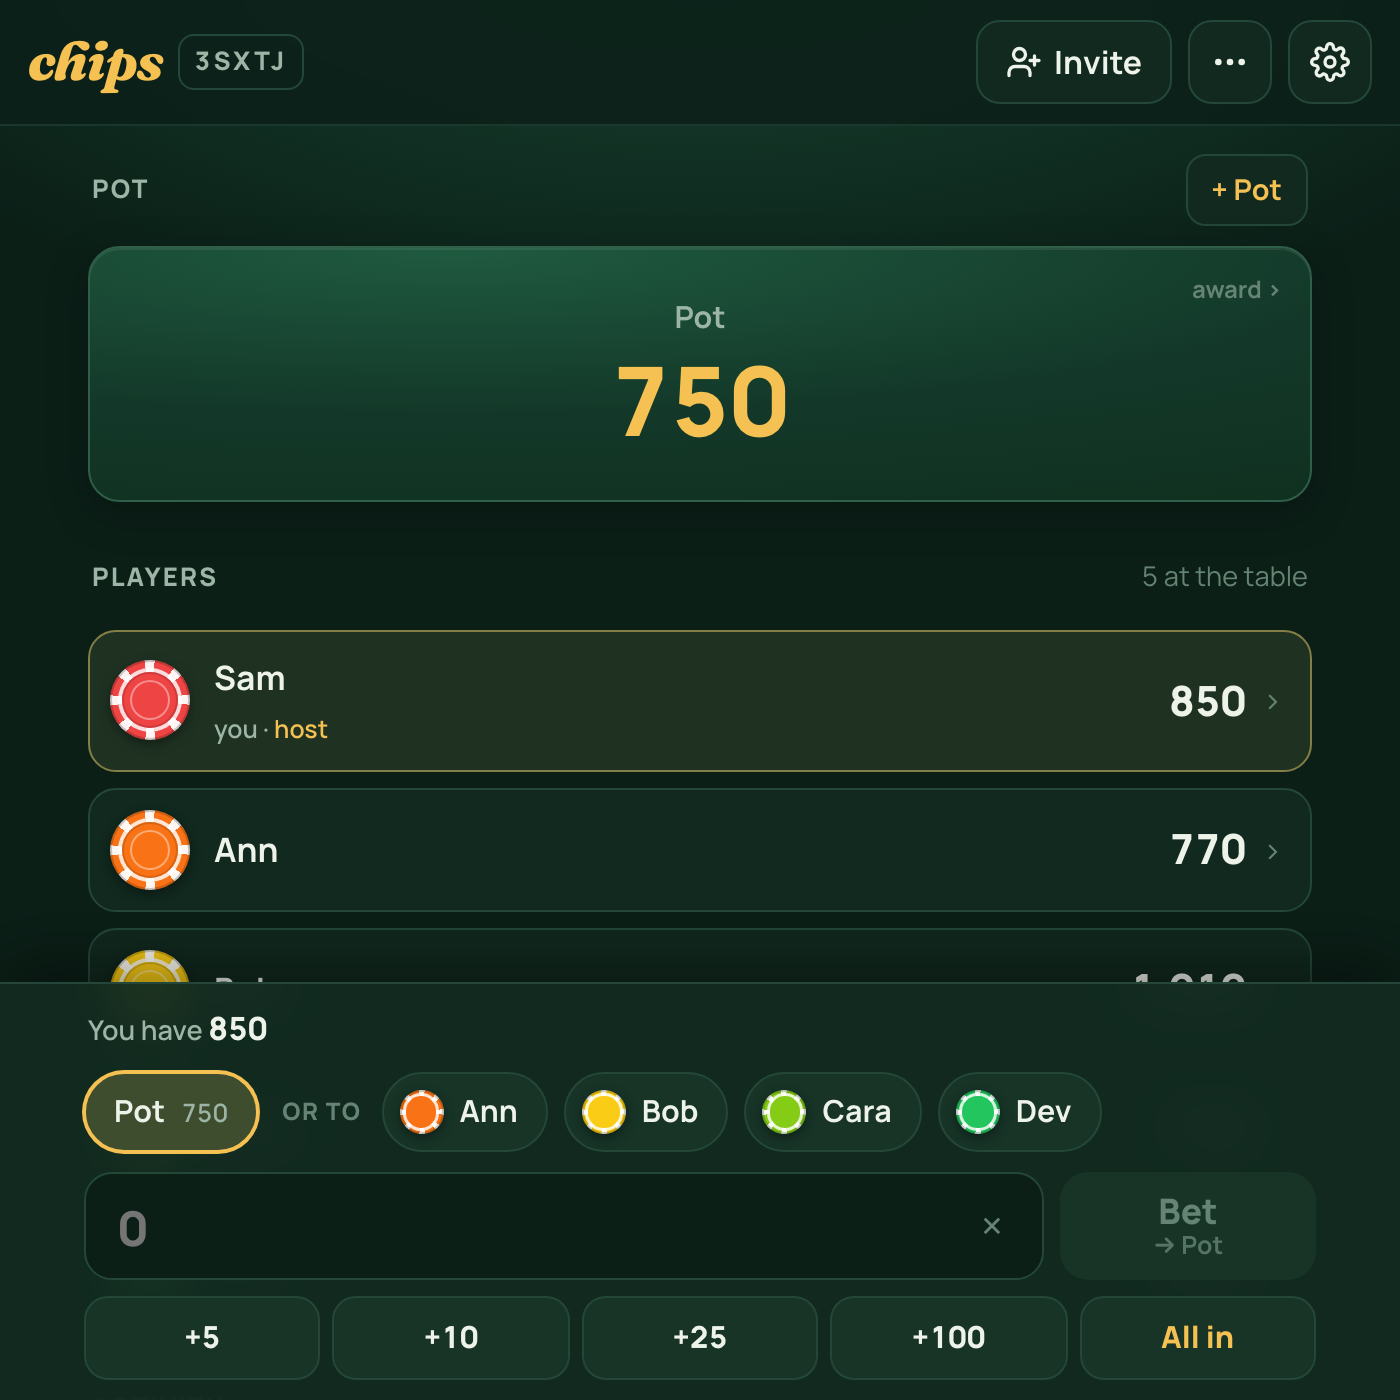 chips 3SXTJ Invite
POT + Pot
award >
Pot
750
PLAYERS 5 at the table
Sam
you · host
850
Ann 770
You have 850
Pot 750 OR TO Ann Bob Cara Dev
0
Bet
→ Pot
+5 +10 +25 +100 All in